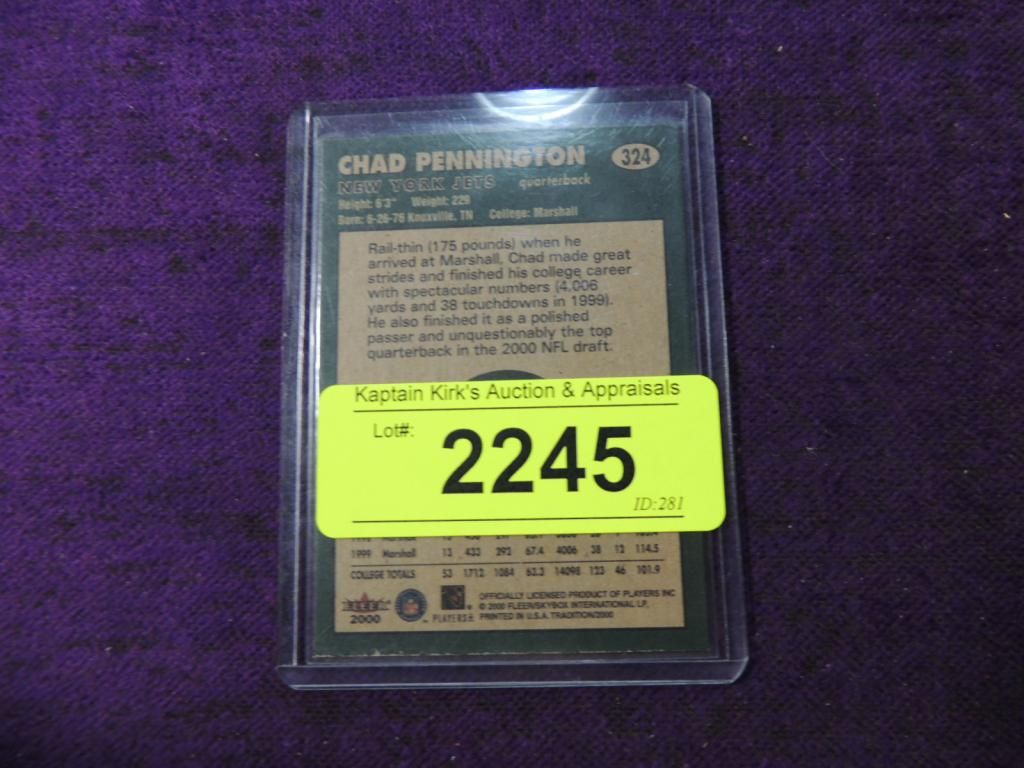 CHAD PENNINGTON 324
NEW YORK JETS quarterback
Height: 6'3" Weight: 229
Born: 6-26-76 Knoxville, TN College: Marshall
Rail-thin (175 pounds) when he
arrived at Marshall, Chad made great
strides and finished his college career
with spectacular numbers (4,006
yards and 38 touchdowns in 1999).
He also finished it as a polished
passer and unquestionably the top
quarterback in the 2000 NFL draft.
Kaptain Kirk's Auction & Appraisals
Lot#: 2245
ID:281
1999 Marshall 13 433 292 67.4 4006 38 12 114.5
COLLEGE TOTALS 53 1712 1084 63.3 14098 123 46 101.9
FLEER
2000
PLAYERS INC
OFFICIALLY LICENSED PRODUCT OF PLAYERS INC
© 2000 FLEER/SKYBOX INTERNATIONAL LP,
PRINTED IN U.S.A. TRADITION/2000